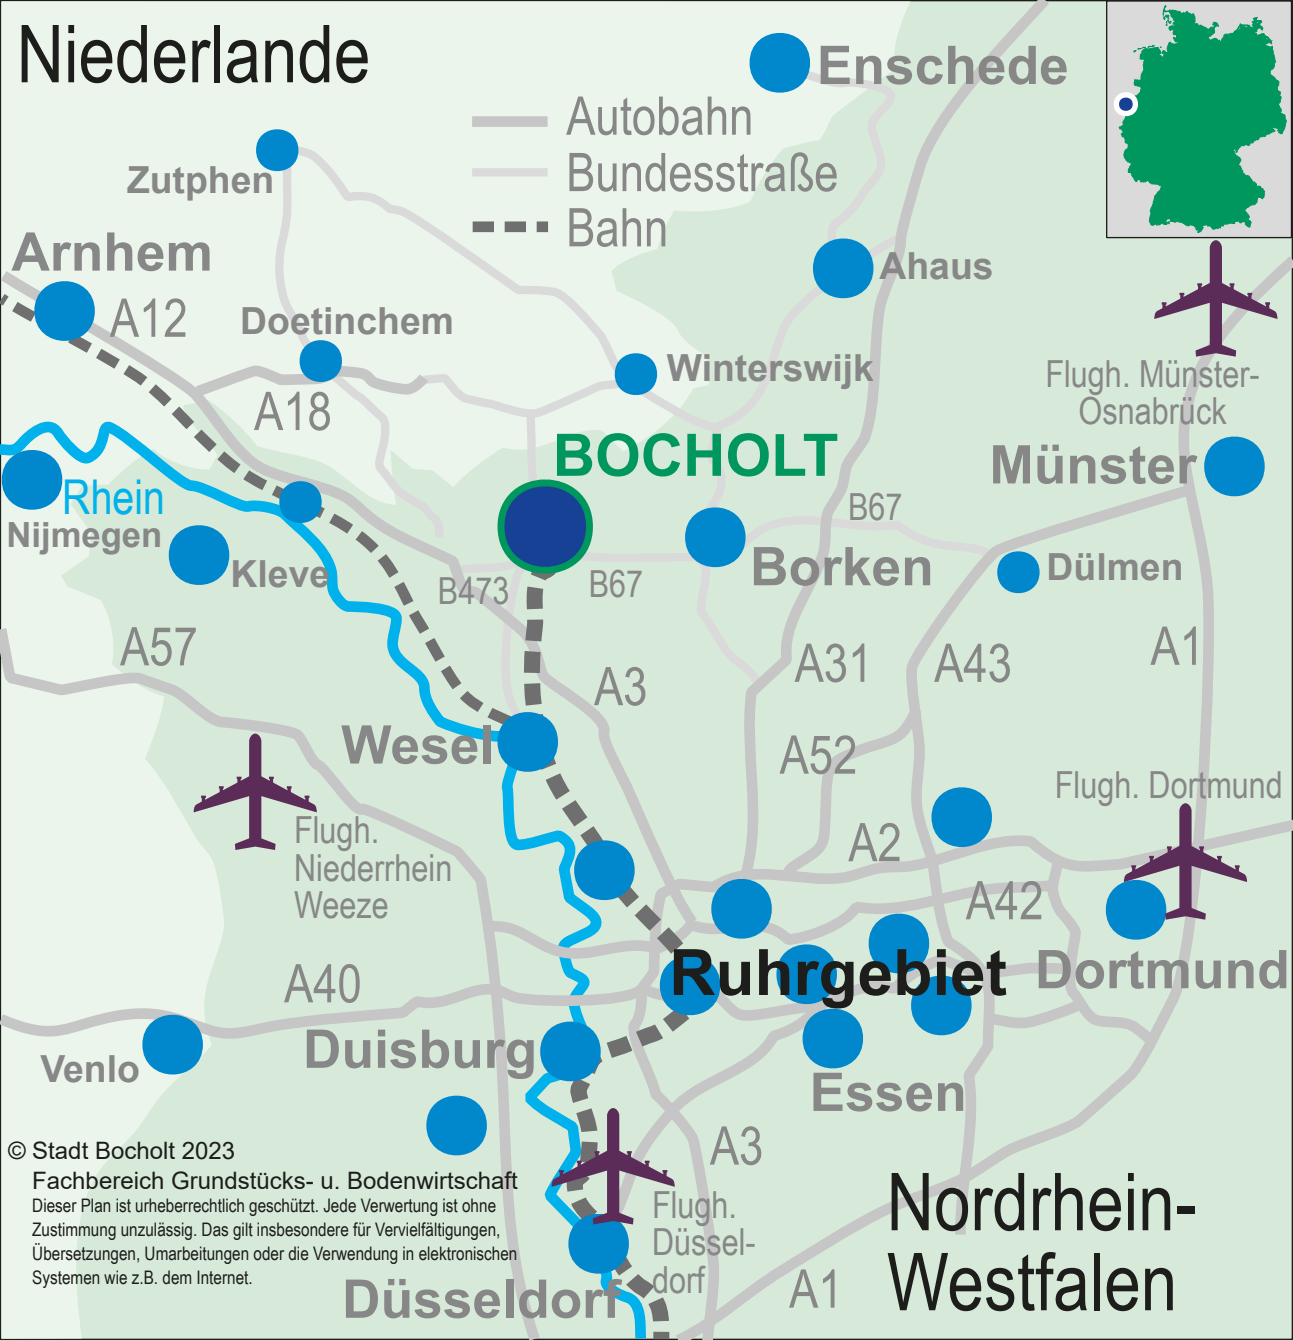 Niederlande
Enschede
Autobahn
Bundesstraße
Bahn
Zutphen
Arnhem
Ahaus
A12
Doetinchem
Winterswijk
Flugh. Münster-
Osnabrück
A18
BOCHOLT
Münster
Rhein
Nijmegen
B67
Kleve
Borken
Dülmen
B473
B67
A57
A31
A43
A1
A3
Wesel
A52
Flugh. Dortmund
Flugh.
Niederrhein
Weeze
A2
A42
Ruhrgebiet
Dortmund
A40
Duisburg
Venlo
Essen
A3
© Stadt Bocholt 2023
Fachbereich Grundstücks- u. Bodenwirtschaft
Dieser Plan ist urheberrechtlich geschützt. Jede Verwertung ist ohne
Zustimmung unzulässig. Das gilt insbesondere für Vervielfältigungen,
Übersetzungen, Umarbeitungen oder die Verwendung in elektronischen
Systemen wie z.B. dem Internet.
Flugh.
Düssel-
dorf
Düsseldorf
A1
Nordrhein-
Westfalen